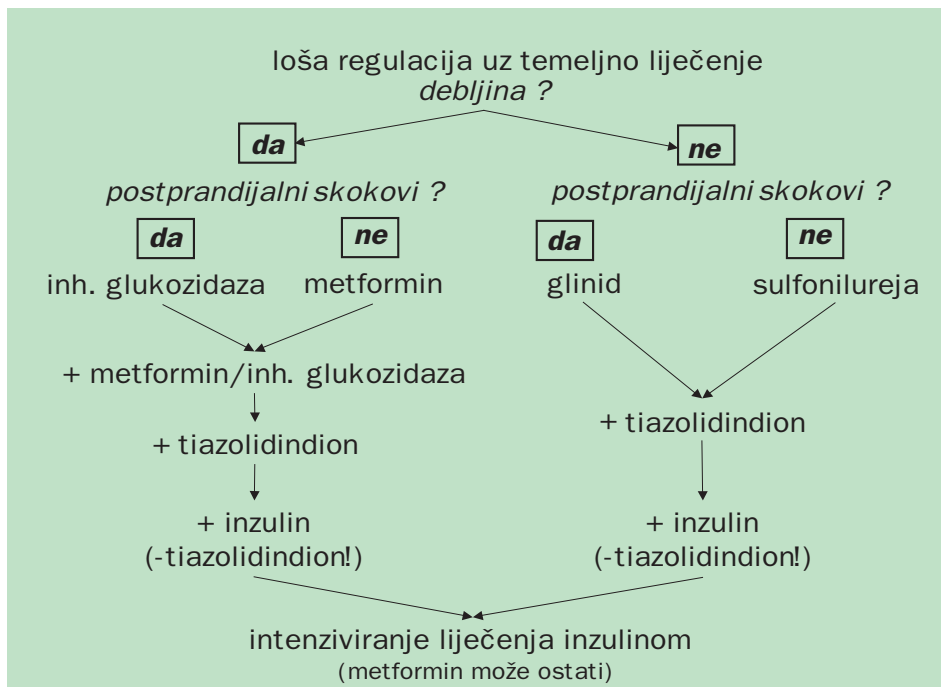 loša regulacija uz temeljno liječenje
debljina ?
da
ne
postprandijalni skokovi ?
postprandijalni skokovi ?
da
ne
da
ne
inh. glukozidaza
metformin
glinid
sulfonilureja
+ metformin/inh. glukozidaza
+ tiazolidindion
+ tiazolidindion
+ inzulin
(-tiazolidindion!)
+ inzulin
(-tiazolidindion!)
intenziviranje liječenja inzulinom
(metformin može ostati)